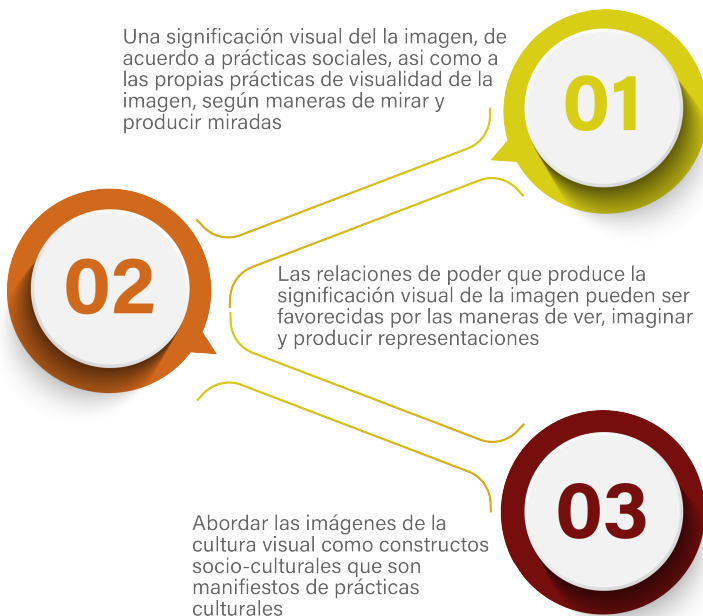 Una significación visual del la imagen, de
acuerdo a prácticas sociales, asi como a
las propias prácticas de visualidad de la
imagen, según maneras de mirar y
producir miradas
01
02
Las relaciones de poder que produce la
significación visual de la imagen pueden ser
favorecidas por las maneras de ver, imaginar
y producir representaciones
03
Abordar las imágenes de la
cultura visual como constructos
socio-culturales que son
manifiestos de prácticas
culturales